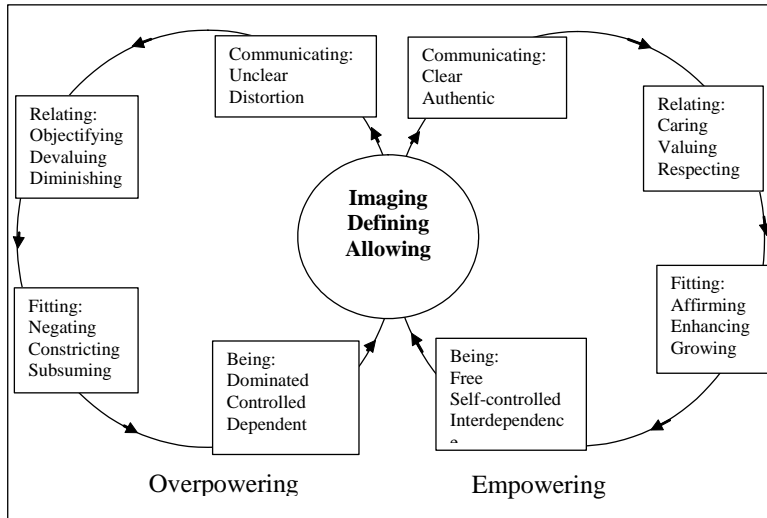 Communicating:
Unclear
Distortion
Communicating:
Clear
Authentic
Relating:
Objectifying
Devaluing
Diminishing
Relating:
Caring
Valuing
Respecting
Imaging
Defining
Allowing
Fitting:
Negating
Constricting
Subsuming
Fitting:
Affirming
Enhancing
Growing
Being:
Dominated
Controlled
Dependent
Being:
Free
Self-controlled
Interdependenc
e
Overpowering
Empowering